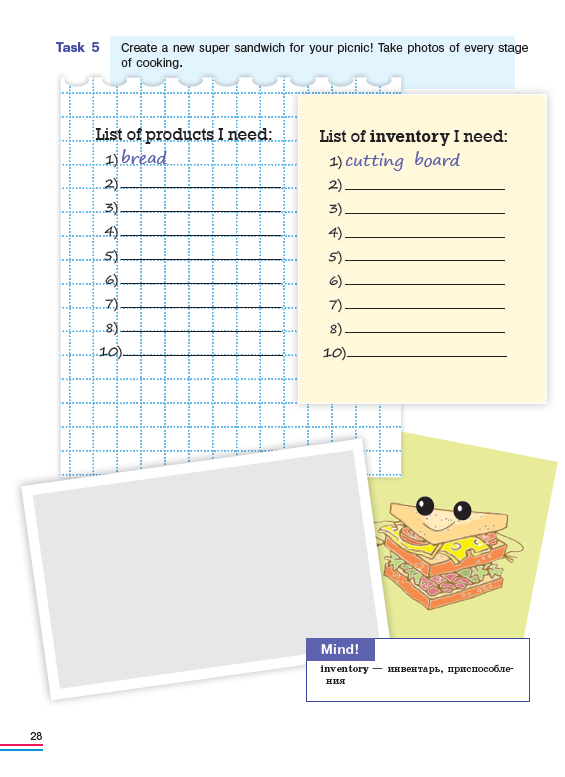 Task 5
Create a new super sandwich for your picnic! Take photos of every stage
of cooking.
List of products I need:
1) bread
2)
3)
4)
5)
6)
7)
8)
10)
List of inventory I need:
1) cutting board
2)
3)
4)
5)
6)
7)
8)
10)
Mind!
inventory — инвентарь, приспособле-
ния
28